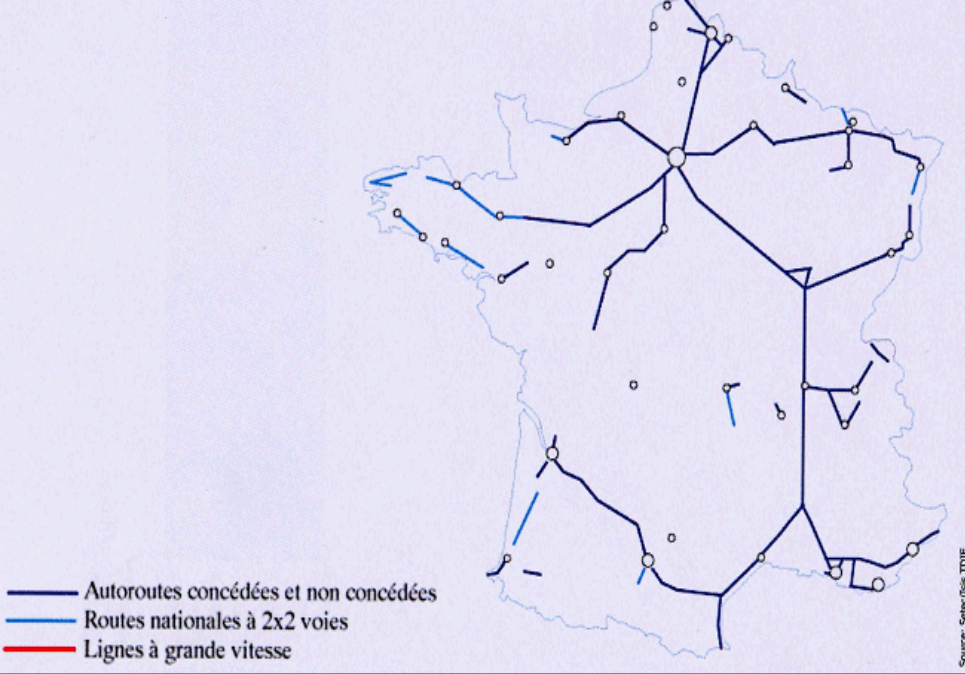 Autoroutes concédées et non concédées
Routes nationales à 2x2 voies
Lignes à grande vitesse